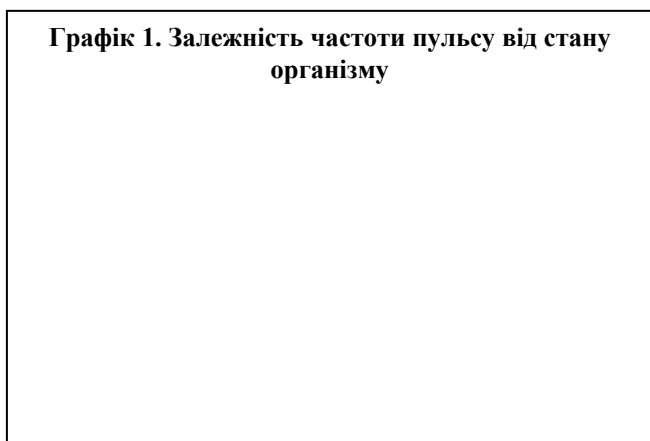 Графік 1. Залежність частоти пульсу від стану
організму